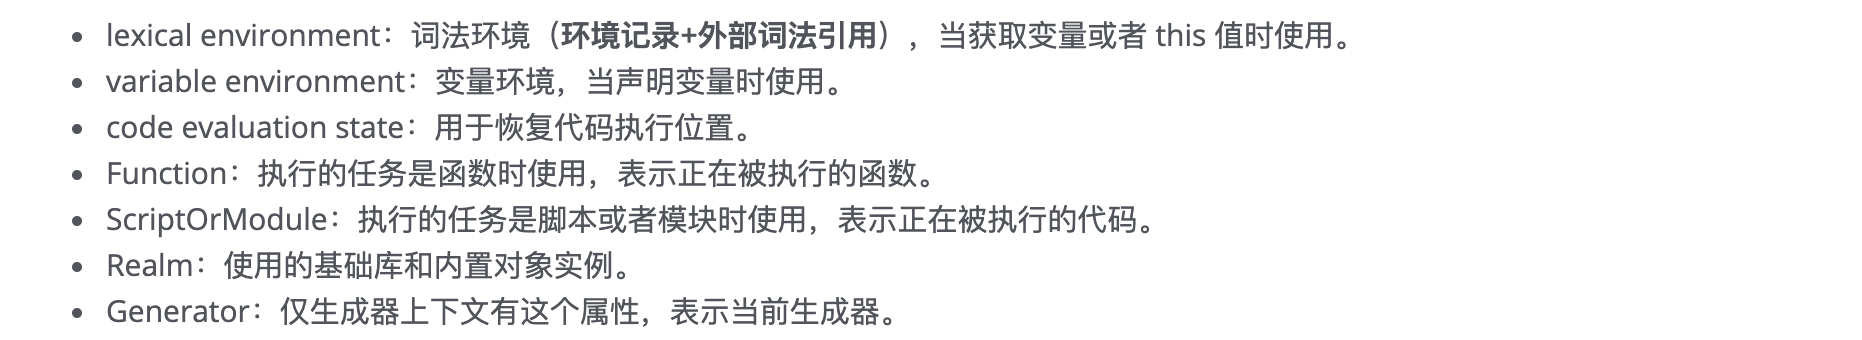 • lexical environment：词法环境（环境记录+外部词法引用），当获取变量或者 this 值时使用。
• variable environment：变量环境，当声明变量时使用。
• code evaluation state：用于恢复代码执行位置。
• Function：执行的任务是函数时使用，表示正在被执行的函数。
• ScriptOrModule：执行的任务是脚本或者模块时使用，表示正在被执行的代码。
• Realm：使用的基础库和内置对象实例。
• Generator：仅生成器上下文有这个属性，表示当前生成器。